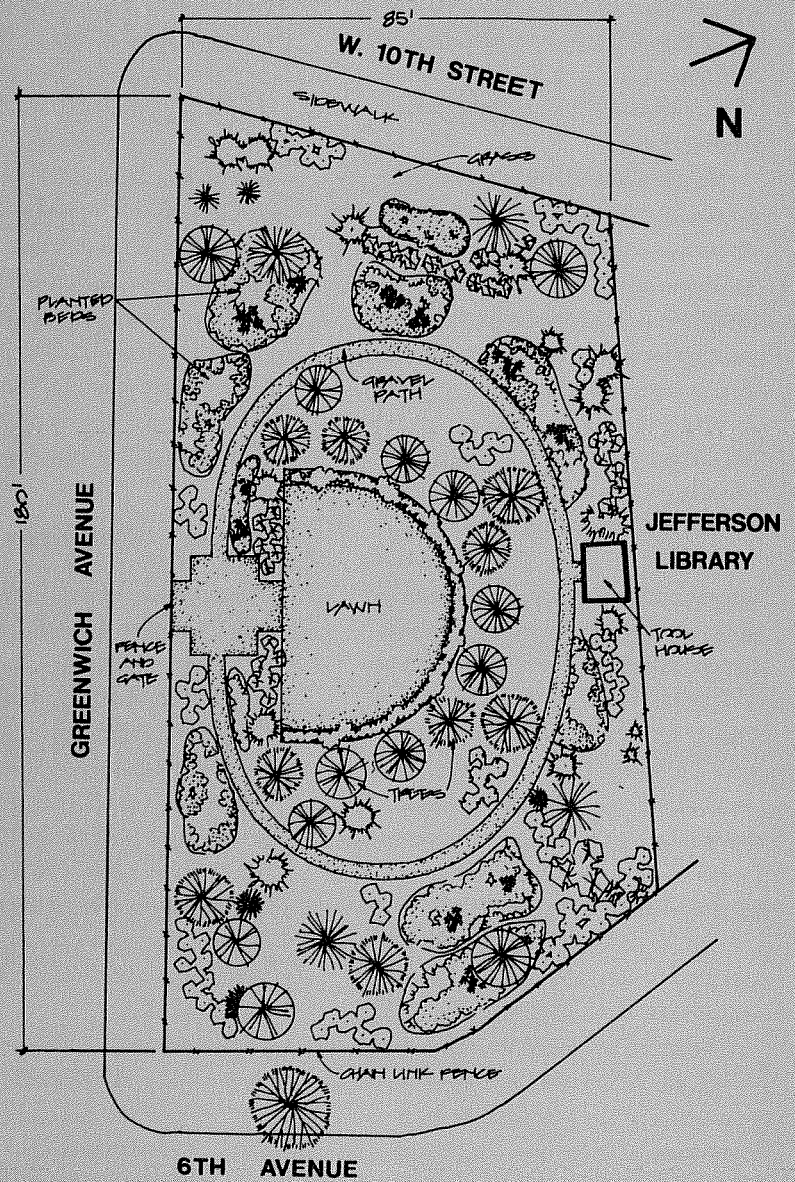 85'
W. 10TH STREET
SIDEWALK
GRASS
N
PLANTED
BEDS
GRAVEL
PATH
180'
GREENWICH AVENUE
JEFFERSON
LIBRARY
LAWN
FENCE
AND
GATE
TOOL
HOUSE
TREES
CHAIN LINK FENCE
6TH AVENUE